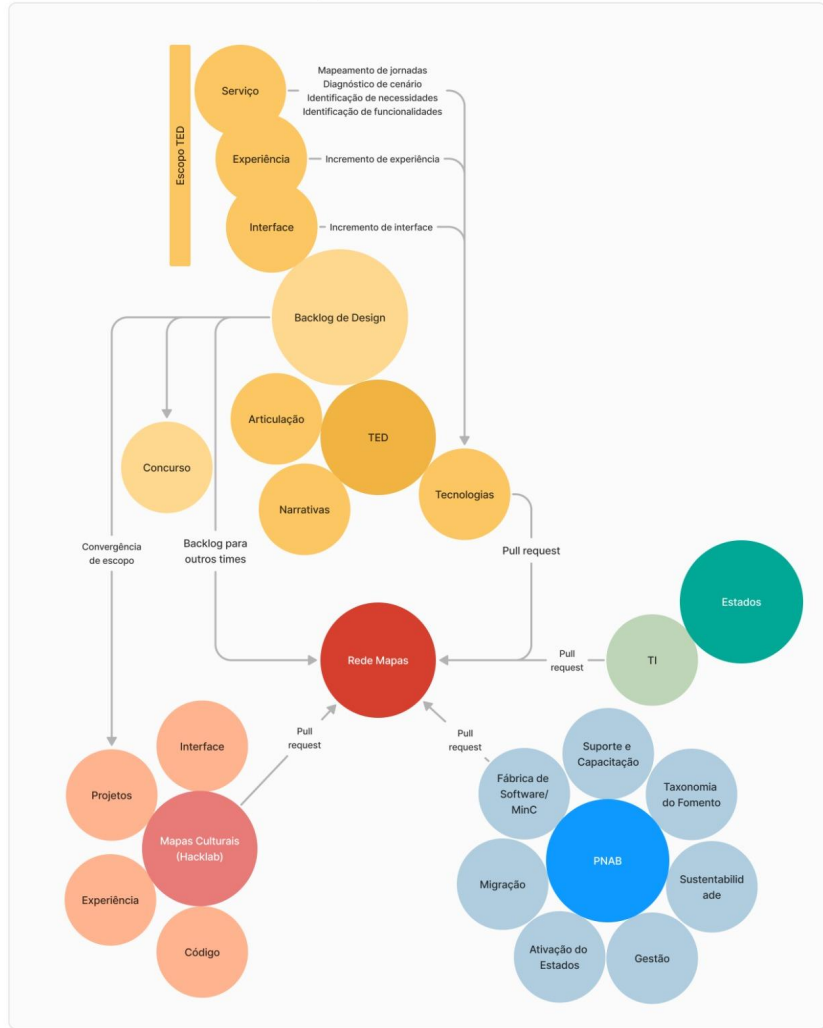 Escopo TED
Serviço
Mapeamento de jornadas
Diagnóstico de cenário
Identificação de necessidades
Identificação de funcionalidades
Experiência
Incremento de experiência
Interface
Incremento de interface
Backlog de Design
Articulação
TED
Concurso
Narrativas
Tecnologias
Convergência
de escopo
Backlog para
outros times
Pull request
Estados
Rede Mapas
Pull
request
TI
Interface
Pull
request
Pull
request
Suporte e
Capacitação
Projetos
Fábrica de
Software/
MinC
Taxonomia
do Fomento
Mapas Culturais
(Hacklab)
PNAB
Experiência
Migração
Sustentabilid
ade
Código
Ativação do
Estados
Gestão